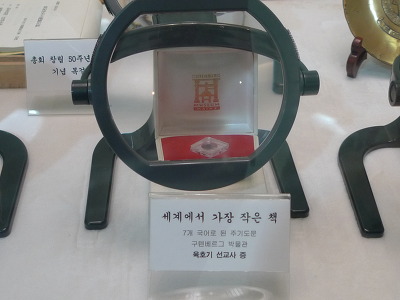 총회 창립 50주년
기념
세계에서 가장 작은 책
7개 국어로 된 주기도문
구텐베르그 박물관
옥호기 선교사 증